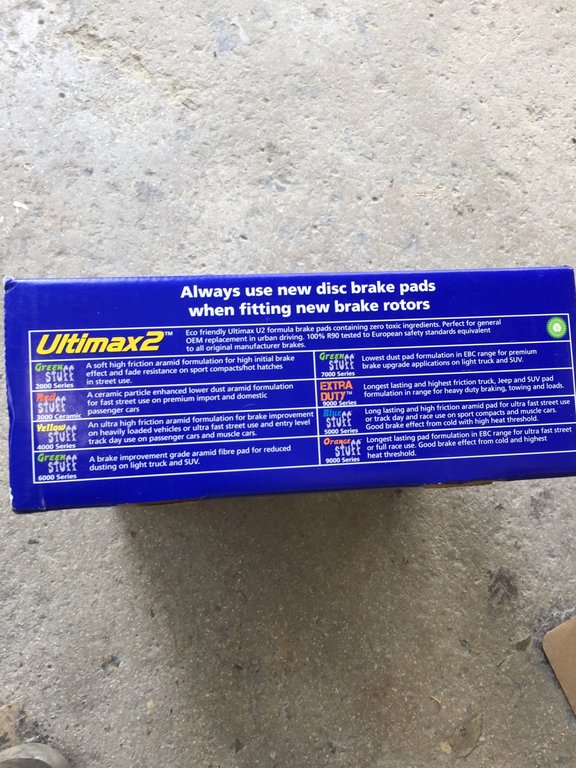 Always use new disc brake pads
when fitting new brake rotors
Ultimax2™
Eco friendly Ultimax U2 formula brake pads containing zero toxic ingredients. Perfect for general
OEM replacement in urban driving. 100% R90 tested to European safety standards equivalent
to all original manufacturer brakes.
Green
STUFF
2000 Series
A soft high friction aramid formulation for high initial brake
effect and fade resistance on sport compacts/hot hatches
in street use.
Red
STUFF
3000 Ceramic
A ceramic particle enhanced lower dust aramid formulation
for fast street use on premium import and domestic
passenger cars
Yellow
STUFF
4000 Series
An ultra high friction aramid formulation for brake improvement
on heavily loaded vehicles or ultra fast street use and entry level
track day use on passenger cars and muscle cars.
Green
STUFF
6000 Series
A brake improvement grade aramid fibre pad for reduced
dusting on light truck and SUV.
Green
STUFF
7000 Series
Lowest dust pad formulation in EBC range for premium
brake upgrade applications on light truck and SUV.
EXTRA
DUTY™
9000 Series
Longest lasting and highest friction truck, Jeep and SUV pad
formulation in range for heavy duty braking, towing and loads.
Blue
STUFF
5000 Series
Long lasting and high friction aramid pad for ultra fast street
or track day and race use on sport compacts and muscle cars.
Good brake effect from cold with high heat threshold.
Orange
STUFF
9000 Series
Longest lasting pad formulation in EBC range for ultra fast street
or full race use. Good brake effect from cold and highest
heat threshold.